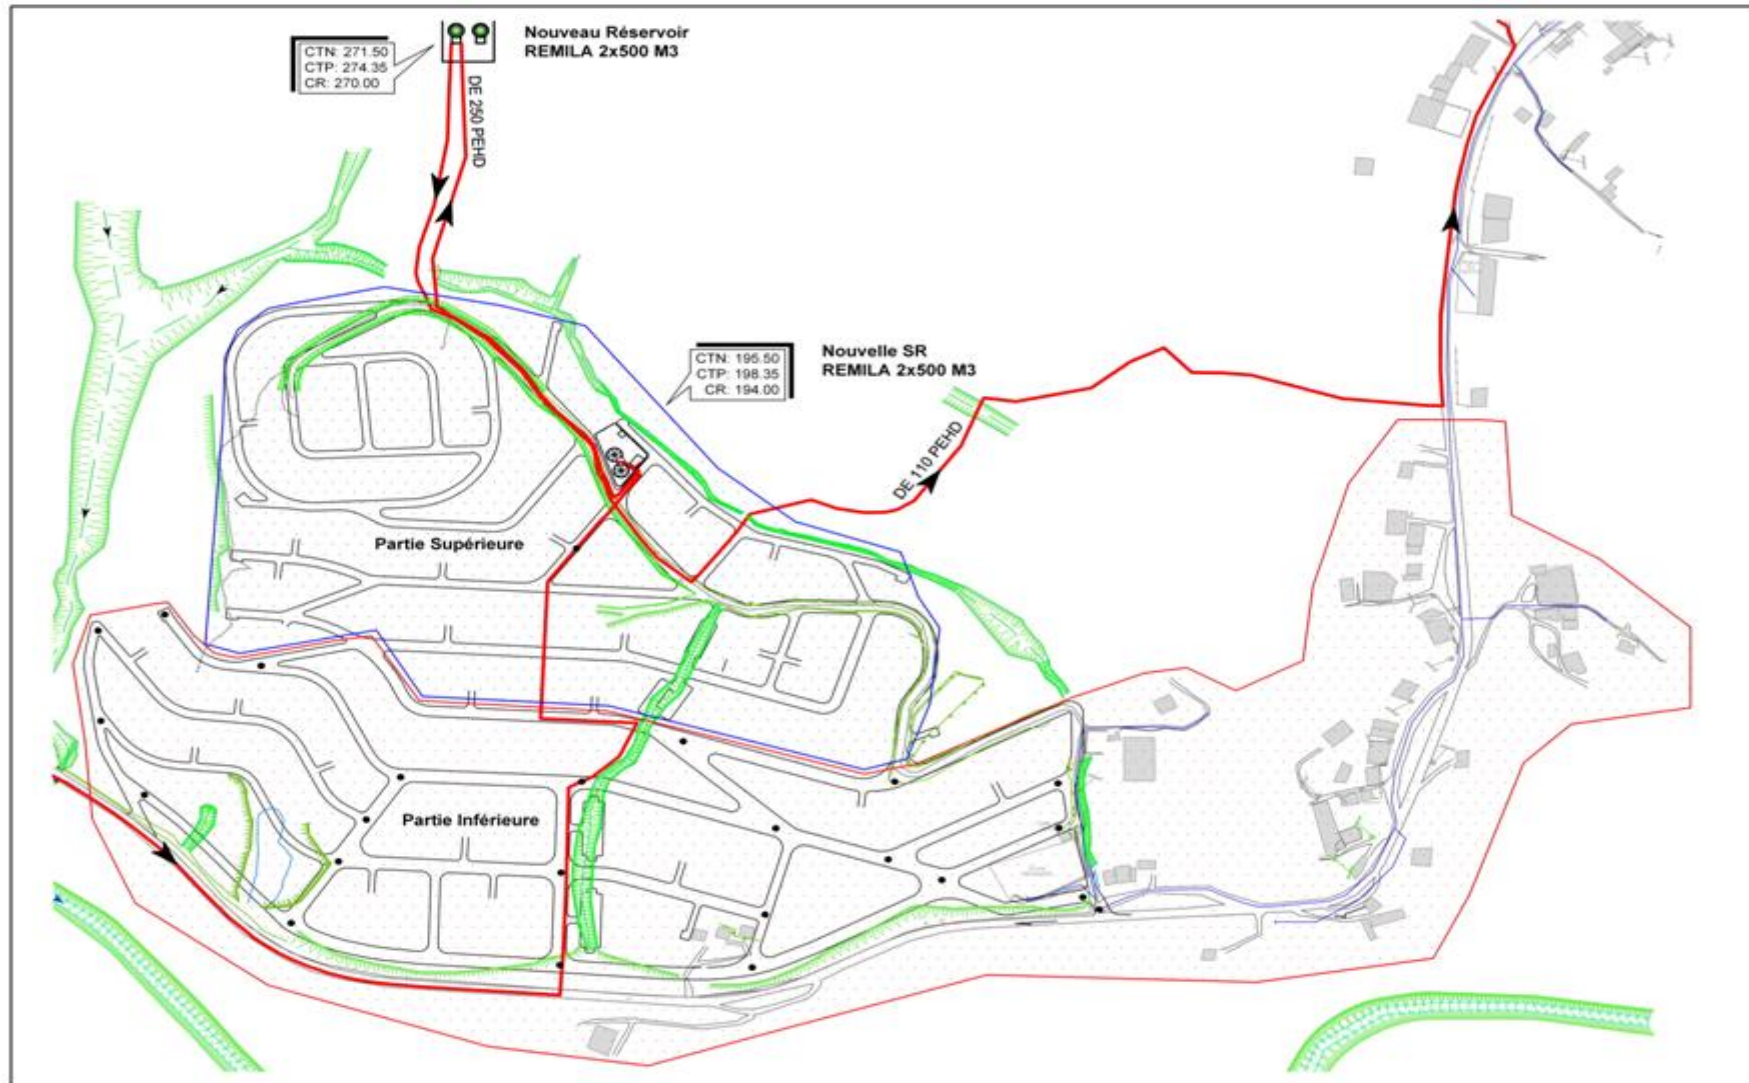 Nouveau Réservoir
REMILA 2x500 M3
CTN: 271.50
CTP: 274.35
CR: 270.00
DE 250 PEHD
Nouvelle SR
REMILA 2x500 M3
CTN: 195.50
CTP: 198.35
CR: 194.00
DE 110 PEHD
Partie Supérieure
Partie Inférieure